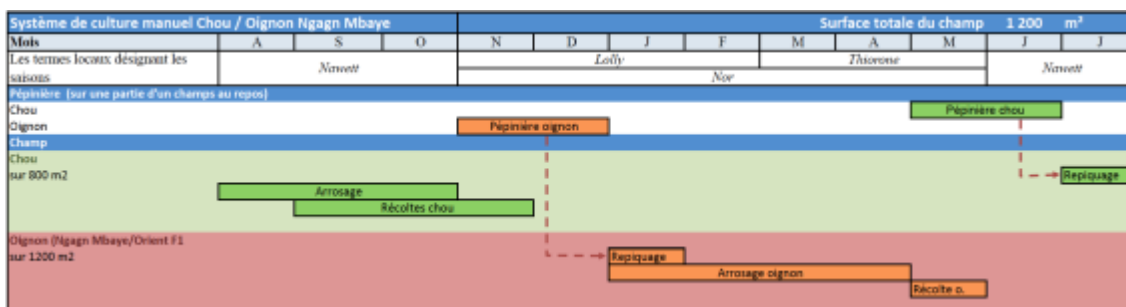 Système de culture manuel Chou / Oignon Ngagn Mbaye Surface totale du champ 1 200 m²
Mois A S O N D J F M A M J J
Les termes locaux désignant les saisons Nawett Lolly Thiorone Nawett
Nor
Pépinière (sur une partie d'un champs au repos)
Chou Pépinière chou
Oignon Pépinière oignon
Champ
Chou
sur 800 m2 Repiquage
Arrosage
Récoltes chou
Oignon (Ngagn Mbaye/Orient F1
sur 1200 m2 Repiquage
Arrosage oignon
Récolte o.